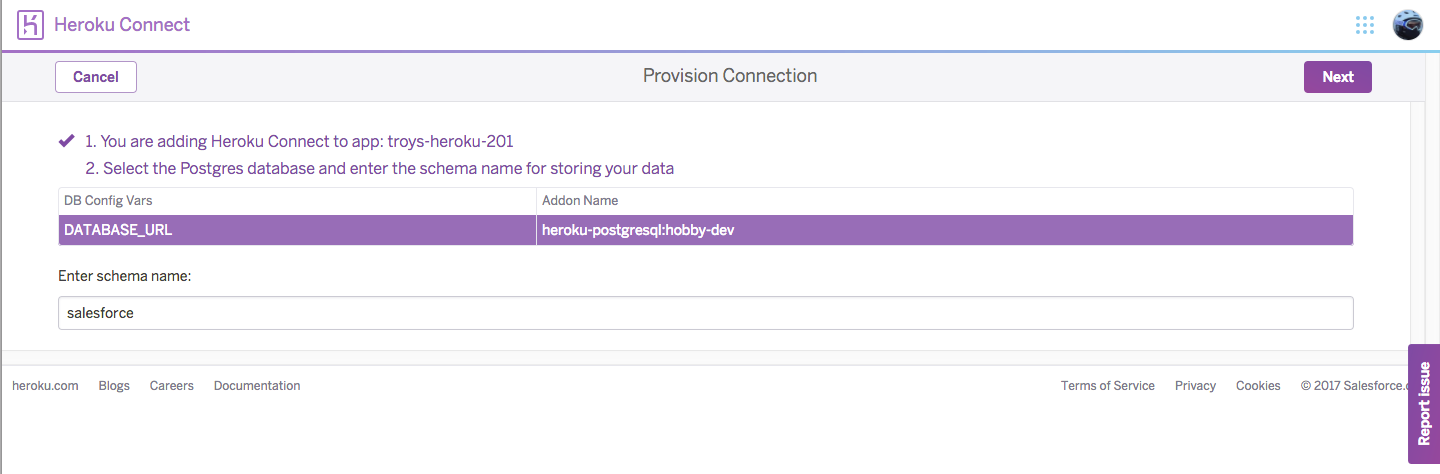 Heroku Connect
Cancel
Provision Connection
Next
1. You are adding Heroku Connect to app: troys-heroku-201
2. Select the Postgres database and enter the schema name for storing your data
DB Config Vars Addon Name
DATABASE_URL heroku-postgresql:hobby-dev
Enter schema name:
salesforce
heroku.com Blogs Careers Documentation Terms of Service Privacy Cookies © 2017 Salesforce.c
Report issue